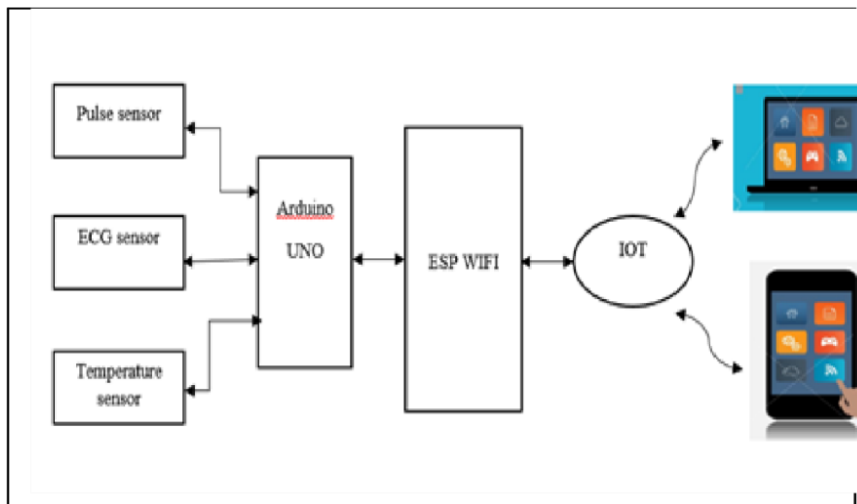 Pulse sensor
ECG sensor
Temperature
sensor
Arduino
UNO
ESP WIFI
IOT